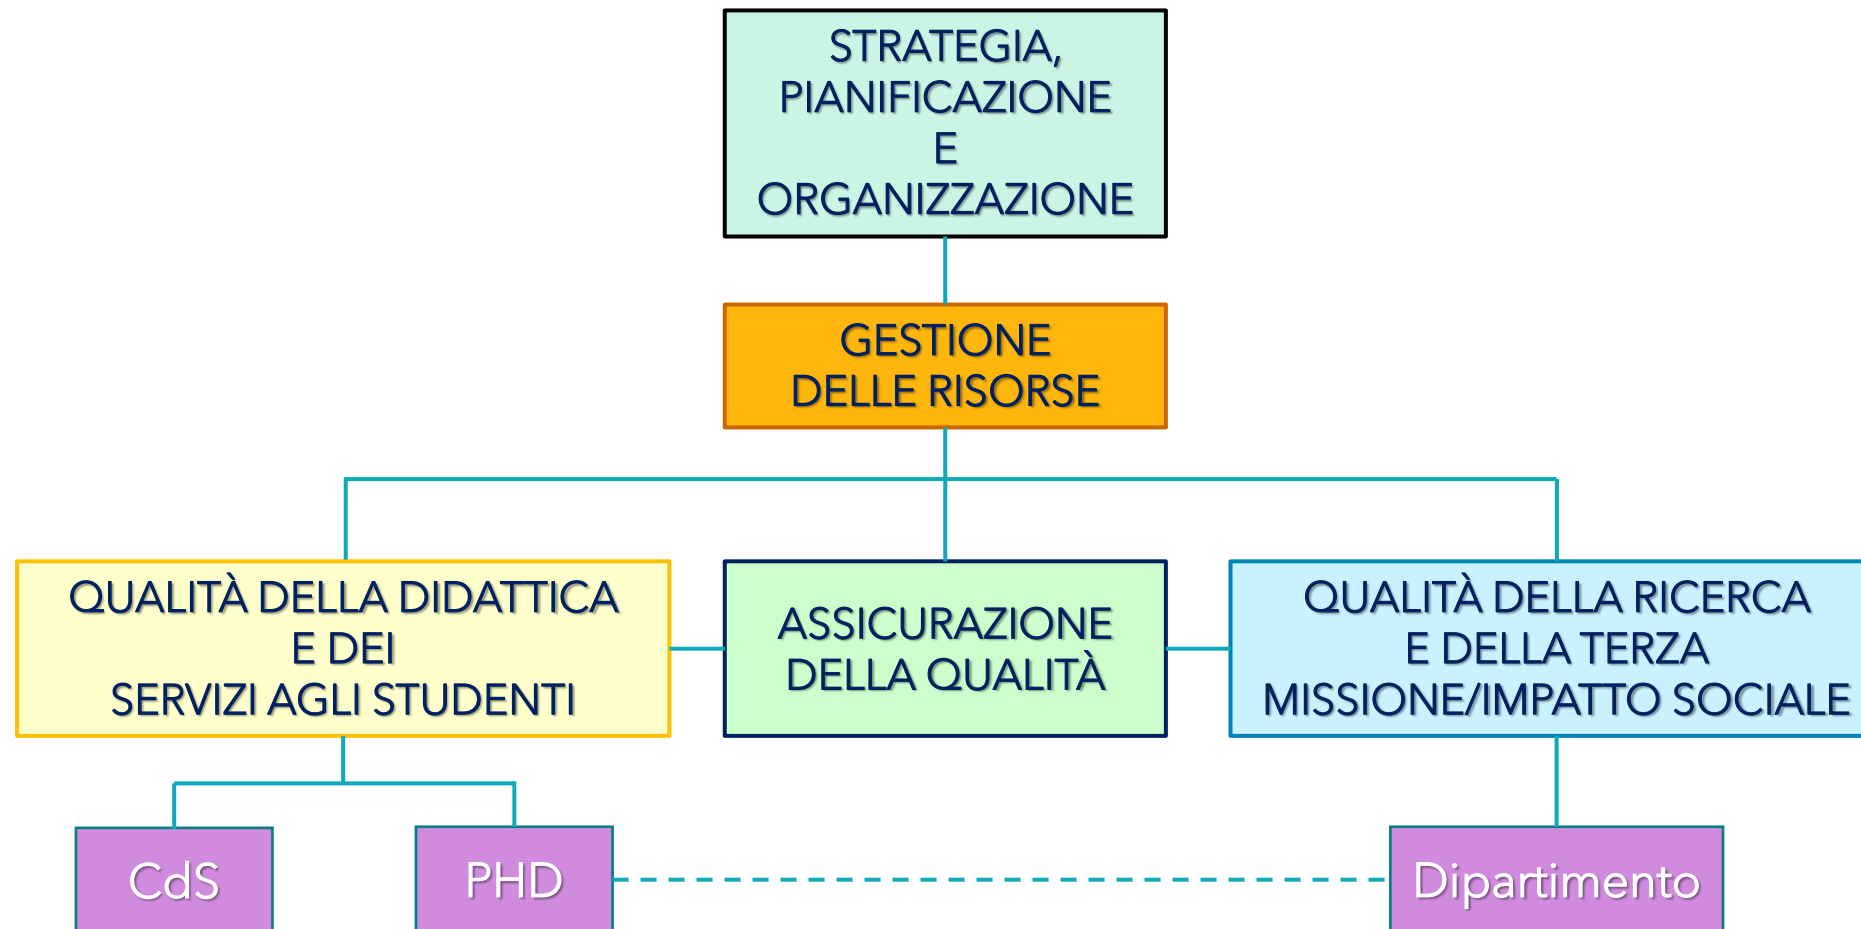 STRATEGIA,
PIANIFICAZIONE
E
ORGANIZZAZIONE
GESTIONE
DELLE RISORSE
QUALITÀ DELLA DIDATTICA
E DEI
SERVIZI AGLI STUDENTI
ASSICURAZIONE
DELLA QUALITÀ
QUALITÀ DELLA RICERCA
E DELLA TERZA
MISSIONE/IMPATTO SOCIALE
CdS
PHD
Dipartimento